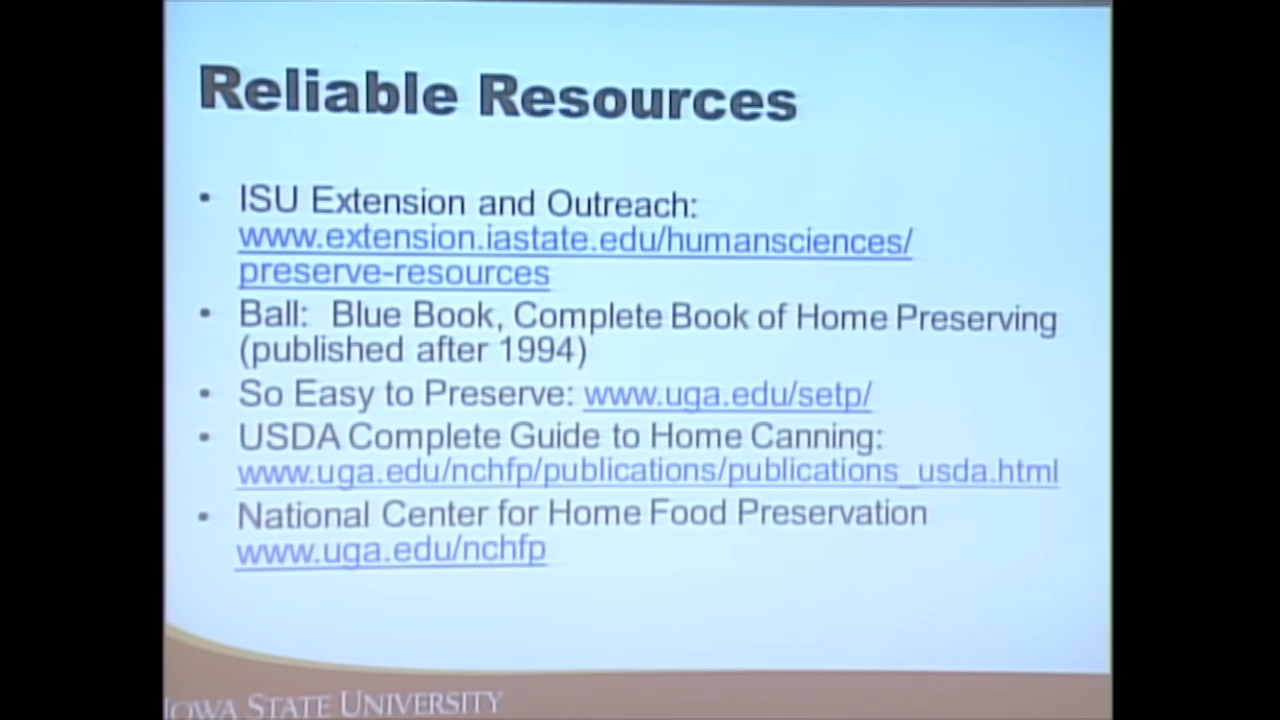 Reliable Resources
• ISU Extension and Outreach:
www.extension.iastate.edu/humansciences/
preserve-resources
• Ball: Blue Book, Complete Book of Home Preserving
(published after 1994)
• So Easy to Preserve: www.uga.edu/setp/
• USDA Complete Guide to Home Canning:
www.uga.edu/nchfp/publications/publications_usda.html
• National Center for Home Food Preservation
www.uga.edu/nchfp
IOWA STATE UNIVERSITY